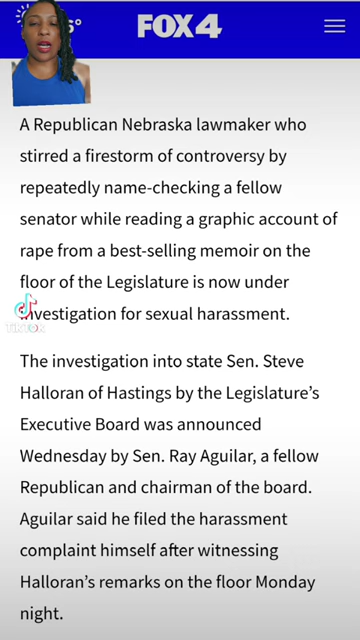 5°
FOX 4
A Republican Nebraska lawmaker who
stirred a firestorm of controversy by
repeatedly name-checking a fellow
senator while reading a graphic account of
rape from a best-selling memoir on the
floor of the Legislature is now under
investigation for sexual harassment.
TikTok
The investigation into state Sen. Steve
Halloran of Hastings by the Legislature's
Executive Board was announced
Wednesday by Sen. Ray Aguilar, a fellow
Republican and chairman of the board.
Aguilar said he filed the harassment
complaint himself after witnessing
Halloran's remarks on the floor Monday
night.